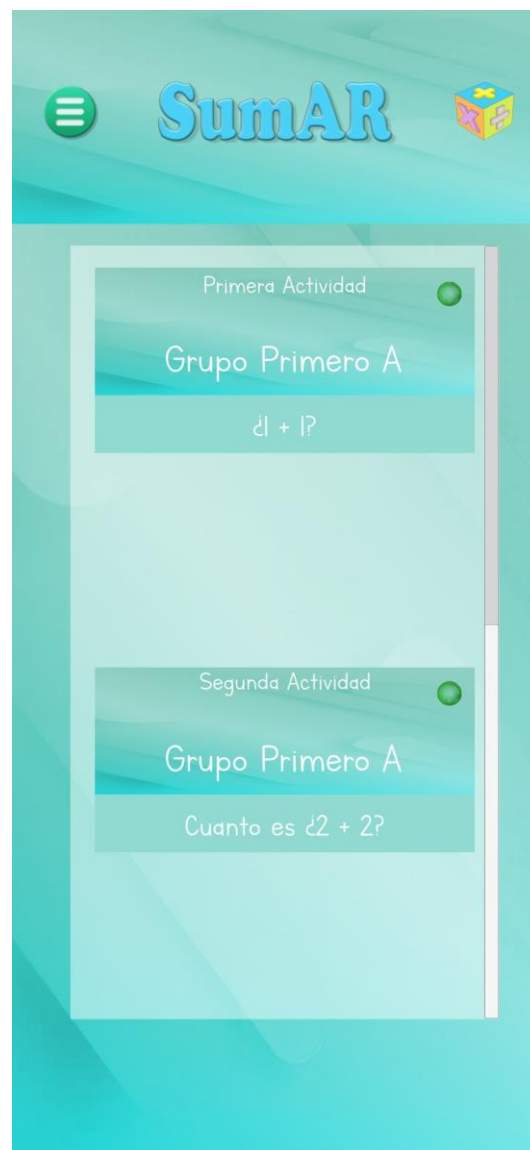 SumAR
Primera Actividad
Grupo Primero A
¿1 + 1?
Segunda Actividad
Grupo Primero A
Cuanto es ¿2 + 2?